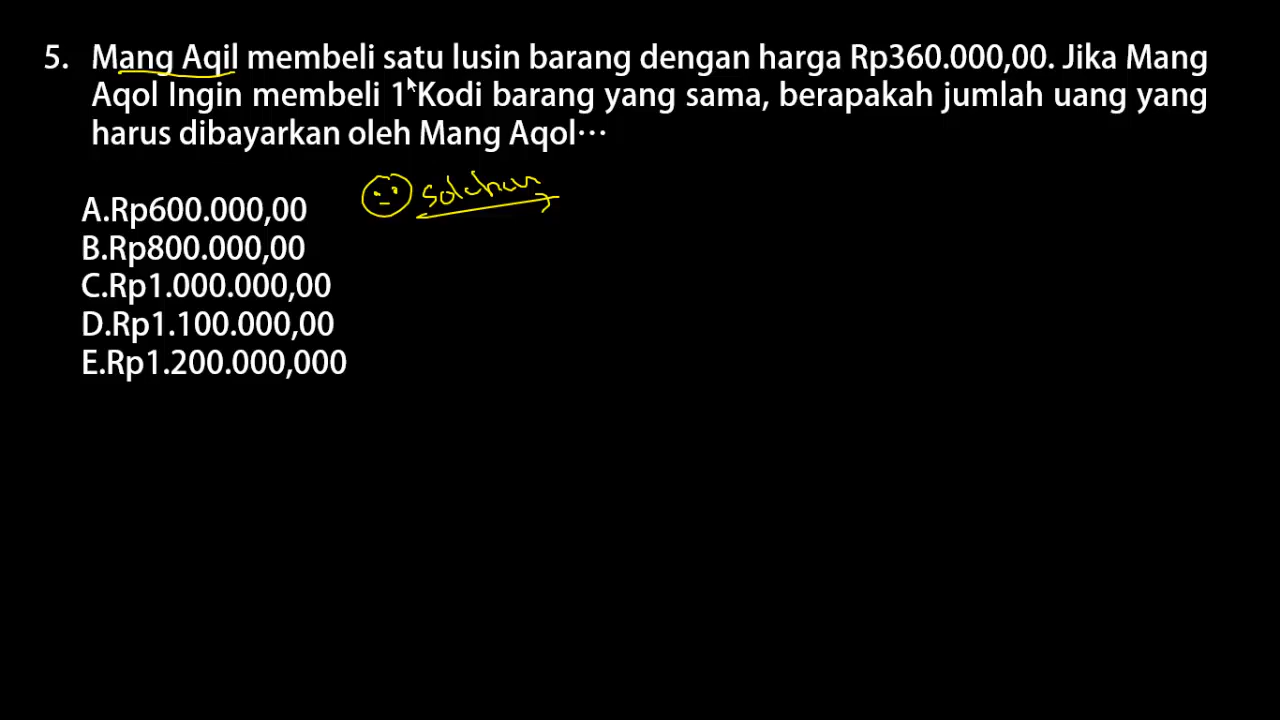 5. Mang Aqil membeli satu lusin barang dengan harga Rp360.000,00. Jika Mang
Aqol Ingin membeli 1 Kodi barang yang sama, berapakah jumlah uang yang
harus dibayarkan oleh Mang Aqol...
A.Rp600.000,00
B.Rp800.000,00
C.Rp1.000.000,00
D.Rp1.100.000,00
E.Rp1.200.000,000